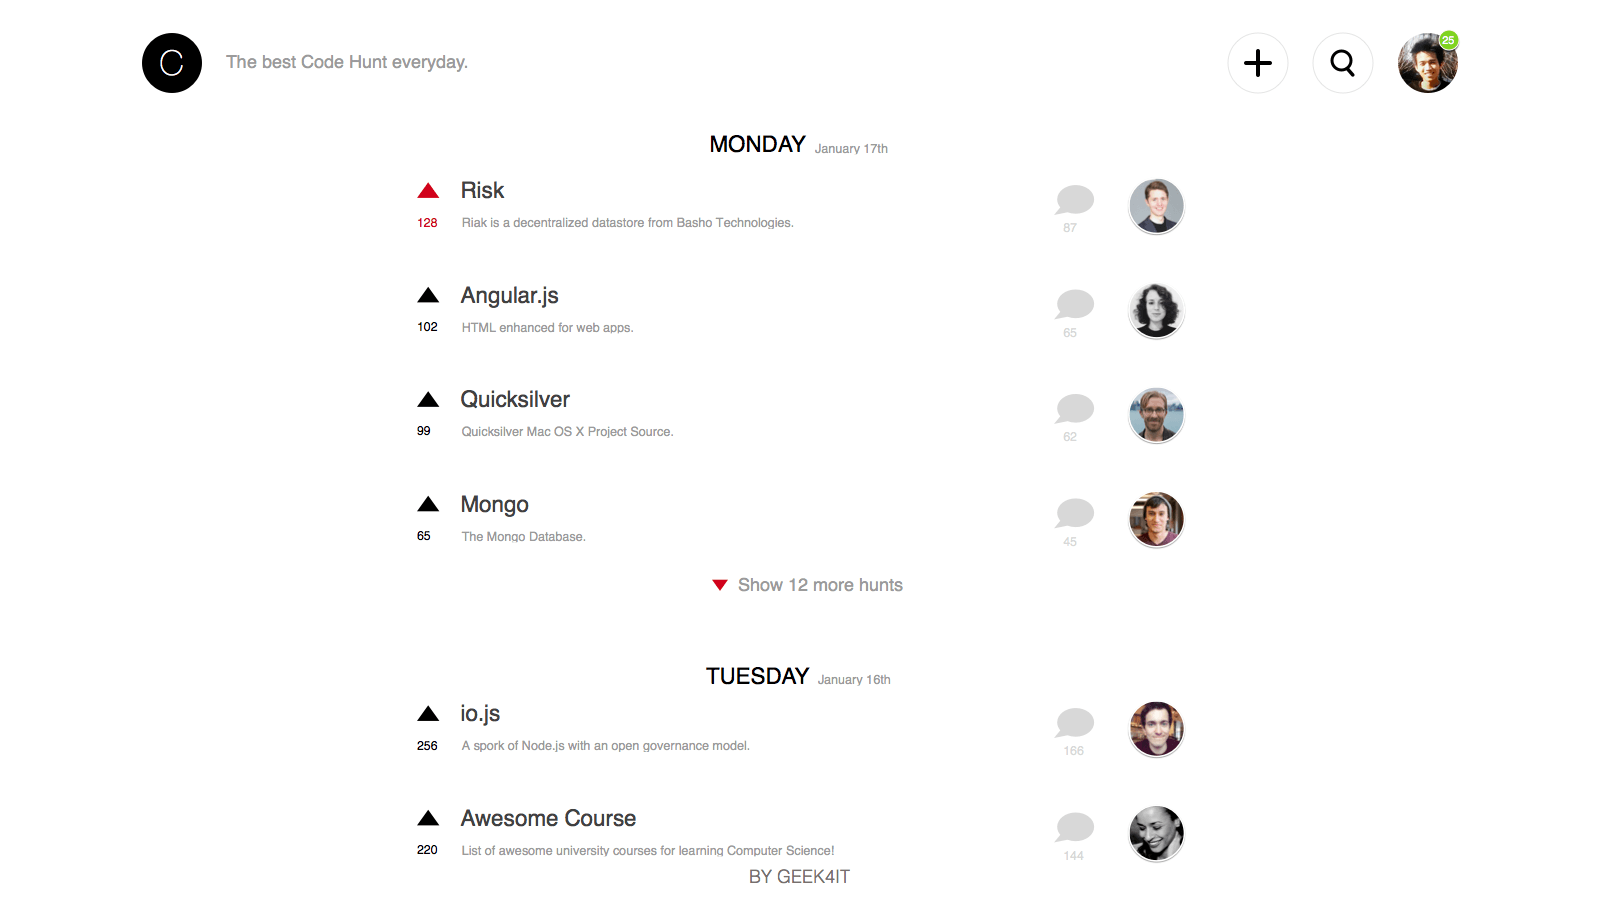 C
The best Code Hunt everyday.
25
MONDAY January 17th
Risk
128 Riak is a decentralized datastore from Basho Technologies.
87
Angular.js
102 HTML enhanced for web apps.
65
Quicksilver
99 Quicksilver Mac OS X Project Source.
62
Mongo
65 The Mongo Database.
45
Show 12 more hunts
TUESDAY January 16th
io.js
256 A spork of Node.js with an open governance model.
166
Awesome Course
220 List of awesome university courses for learning Computer Science!
144
BY GEEK4IT